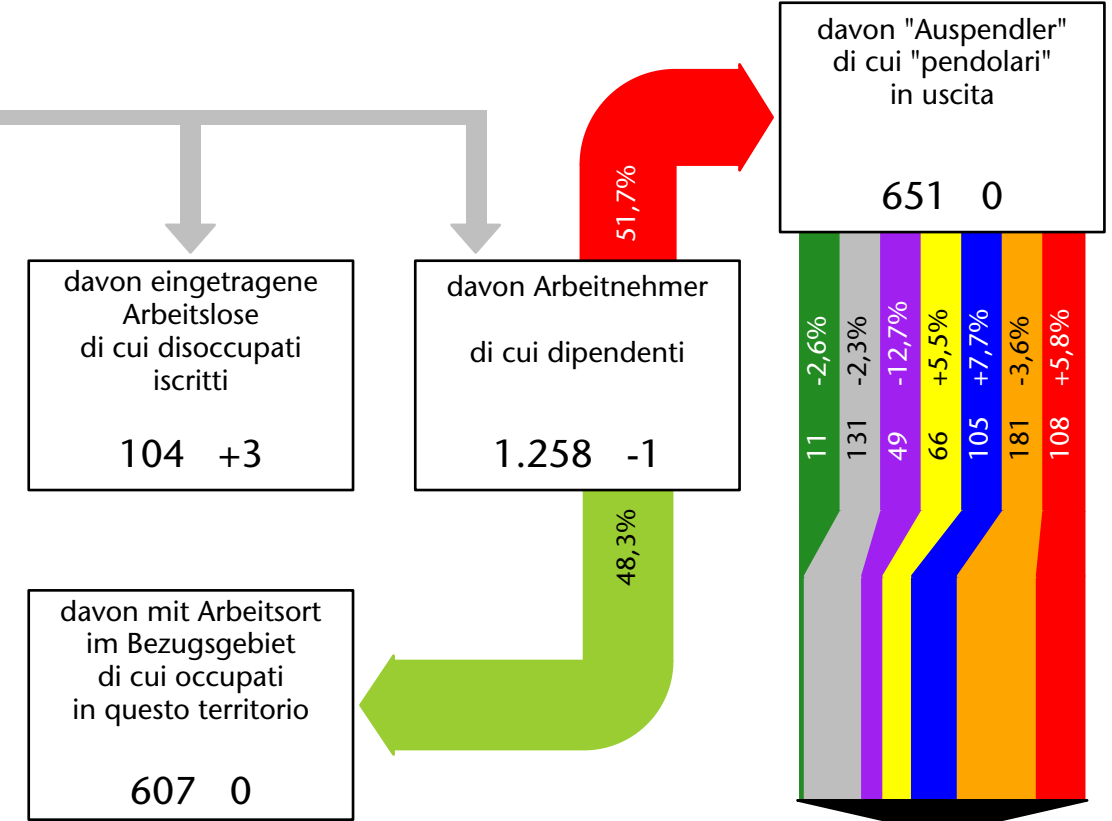 davon "Auspendler"
di cui "pendolari"
in uscita
651 0
51,7%
davon eingetragene
Arbeitslose
di cui disoccupati
iscritti
104 +3
davon Arbeitnehmer
di cui dipendenti
1.258 -1
11 -2,6%
131 -2,3%
49 -12,7%
66 +5,5%
105 +7,7%
181 -3,6%
108 +5,8%
48,3%
davon mit Arbeitsort
im Bezugsgebiet
di cui occupati
in questo territorio
607 0